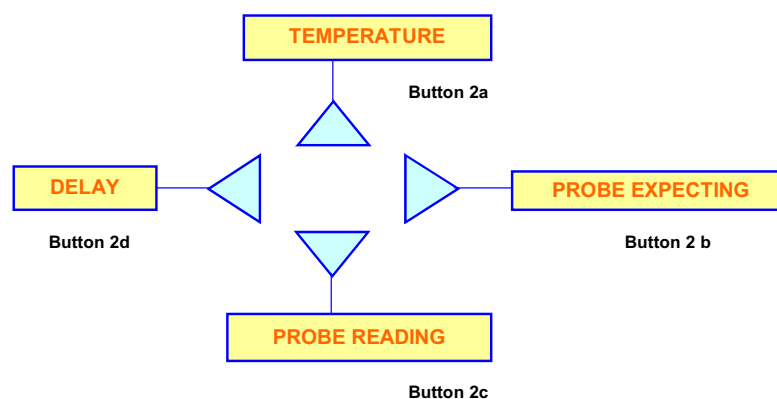 TEMPERATURE
Button 2a
DELAY
PROBE EXPECTING
Button 2d
Button 2 b
PROBE READING
Button 2c